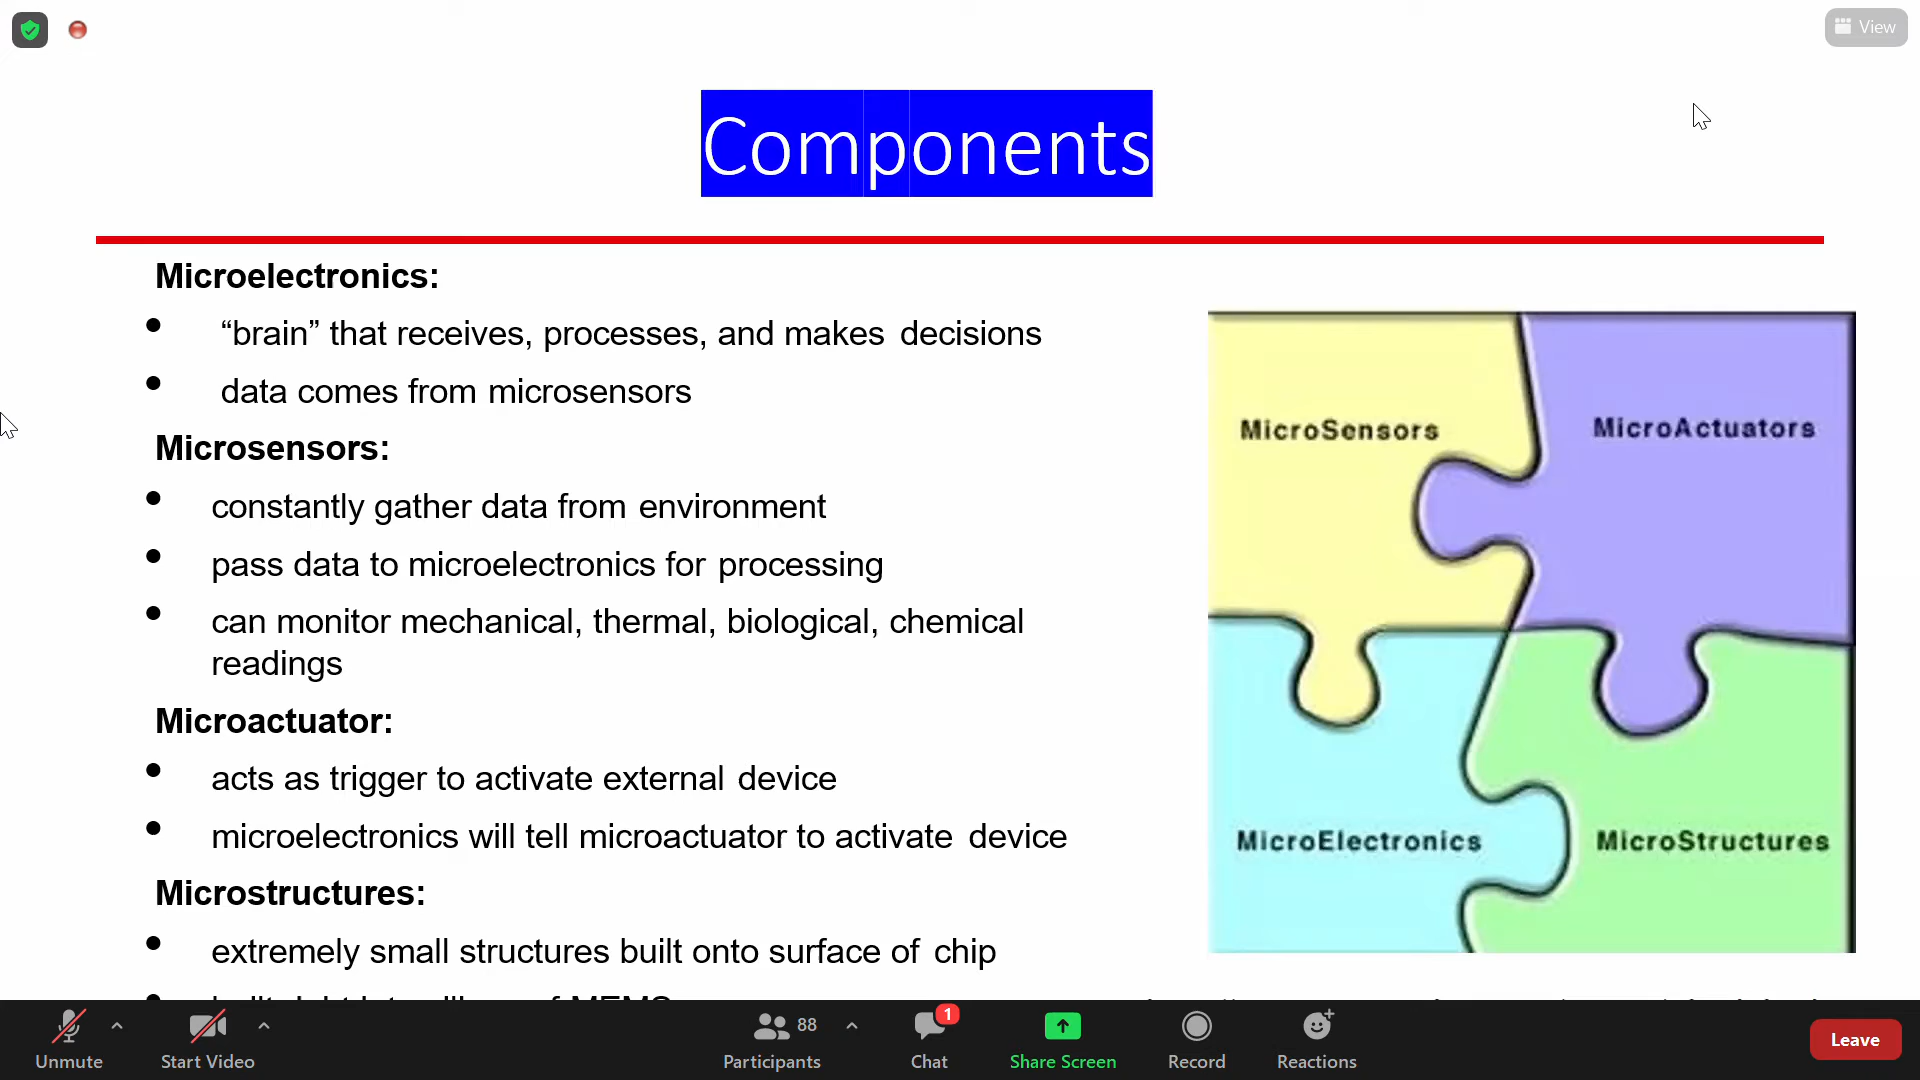 View
Components
Microelectronics:
• “brain” that receives, processes, and makes decisions
• data comes from microsensors
Microsensors:
• constantly gather data from environment
• pass data to microelectronics for processing
• can monitor mechanical, thermal, biological, chemical
readings
Microactuator:
• acts as trigger to activate external device
• microelectronics will tell microactuator to activate device
Microstructures:
• extremely small structures built onto surface of chip
MicroSensors
MicroActuators
MicroElectronics
MicroStructures
Unmute
Start Video
88
Participants
1
Chat
Share Screen
Record
Reactions
Leave